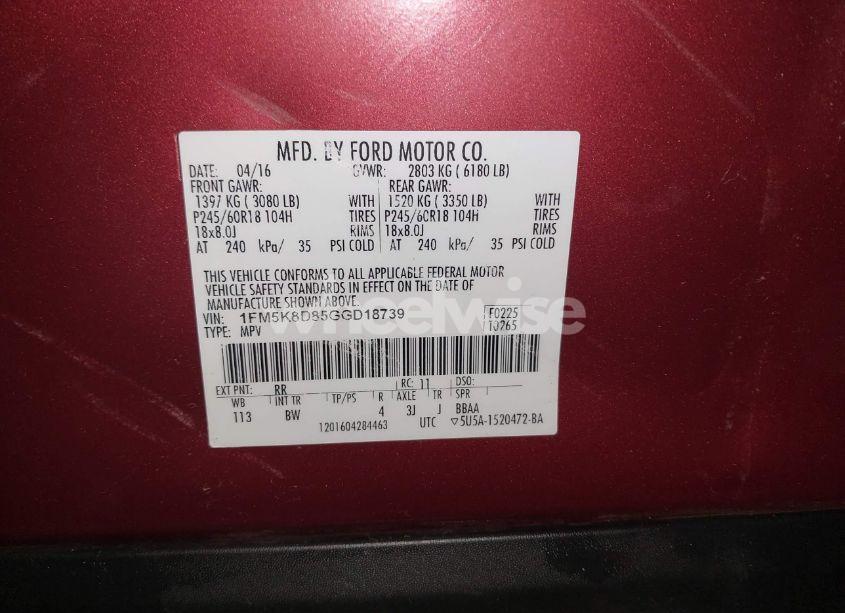 MFD. BY FORD MOTOR CO.
DATE: 04/16 GVWR: 2803 KG ( 6180 LB)
FRONT GAWR: REAR GAWR:
1397 KG ( 3080 LB) WITH 1520 KG ( 3350 LB) WITH
P245/60R18 104H TIRES P245/60R18 104H TIRES
18x8.0J RIMS 18x8.0J RIMS
AT 240 kPa/ 35 PSI COLD AT 240 kPa/ 35 PSI COLD
THIS VEHICLE CONFORMS TO ALL APPLICABLE FEDERAL MOTOR
VEHICLE SAFETY STANDARDS IN EFFECT ON THE DATE OF
MANUFACTURE SHOWN ABOVE.
VIN: 1FM5K8D85GGD18739 F0225
TYPE: MPV T0265
wheelwise
EXT PNT: RR RC: 11 DSO:
WB INT TR TP/PS R AXLE TR SPR
113 BW 4 3J J BBAA
1201604284463 UTC ▽5U5A-1520472-BA